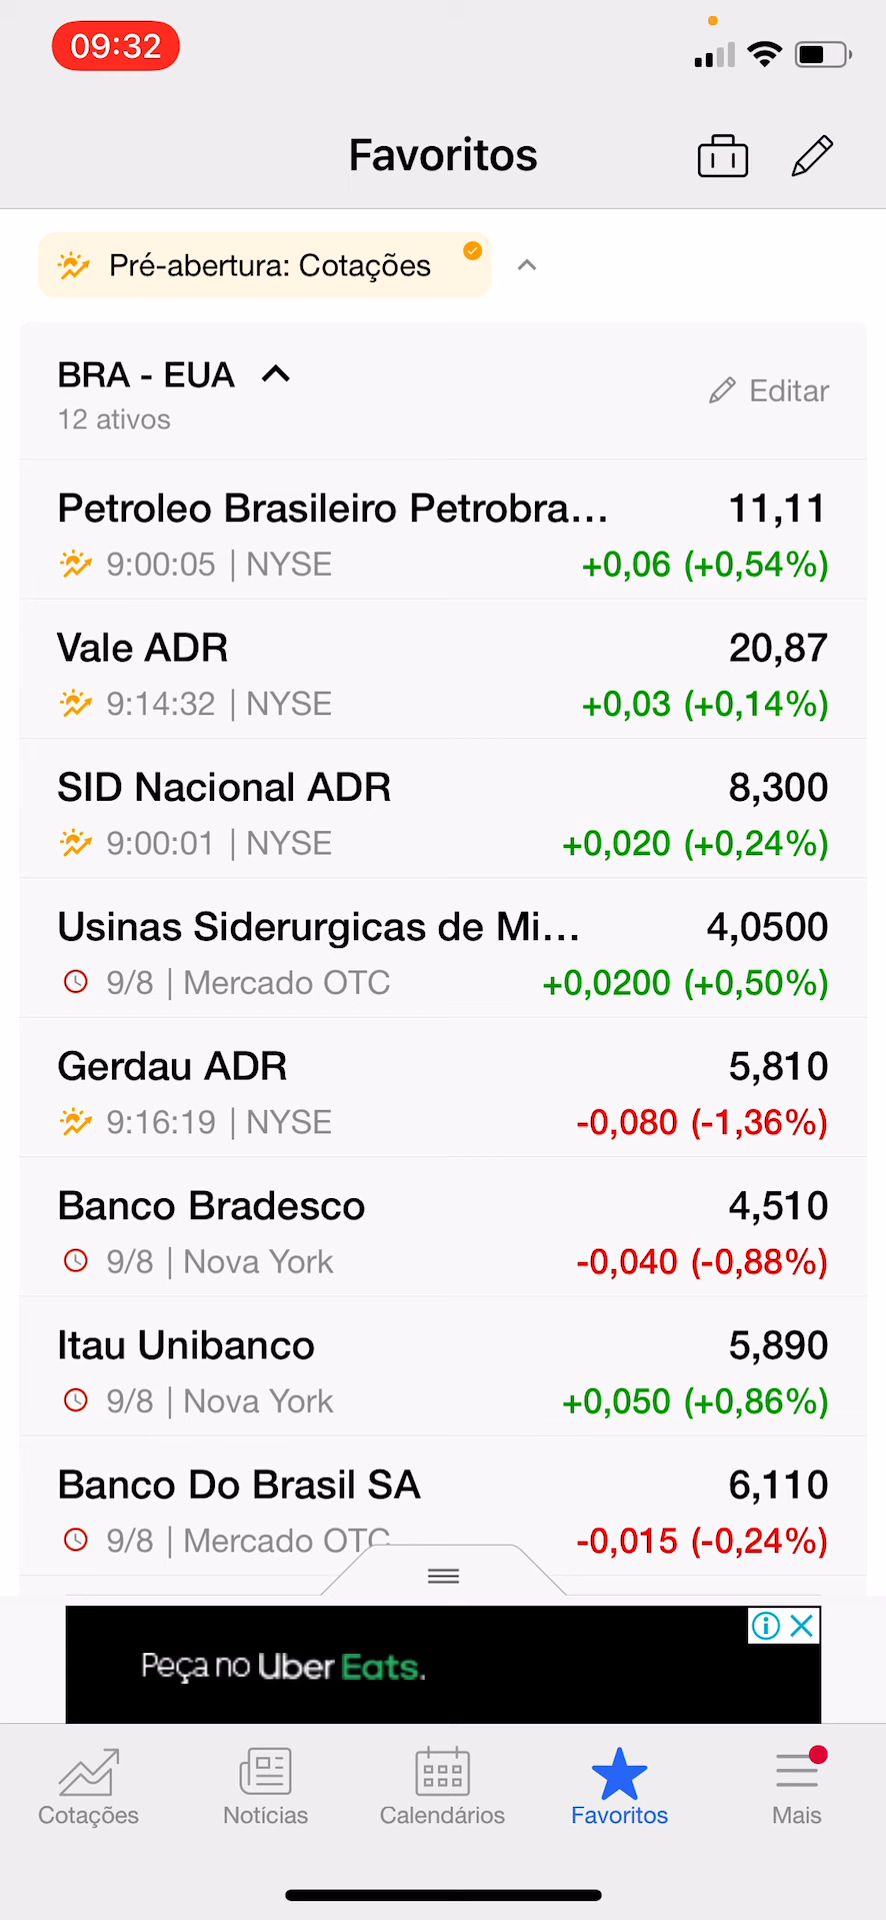 09:32
Favoritos
Pré-abertura: Cotações
BRA - EUA
12 ativos
Editar
Petroleo Brasileiro Petrobra... 11,11
9:00:05 | NYSE +0,06 (+0,54%)
Vale ADR 20,87
9:14:32 | NYSE +0,03 (+0,14%)
SID Nacional ADR 8,300
9:00:01 | NYSE +0,020 (+0,24%)
Usinas Siderurgicas de Mi... 4,0500
9/8 | Mercado OTC +0,0200 (+0,50%)
Gerdau ADR 5,810
9:16:19 | NYSE -0,080 (-1,36%)
Banco Bradesco 4,510
9/8 | Nova York -0,040 (-0,88%)
Itau Unibanco 5,890
9/8 | Nova York +0,050 (+0,86%)
Banco Do Brasil SA 6,110
9/8 | Mercado OTC -0,015 (-0,24%)
Peça no Uber Eats.
Cotações Notícias Calendários Favoritos Mais